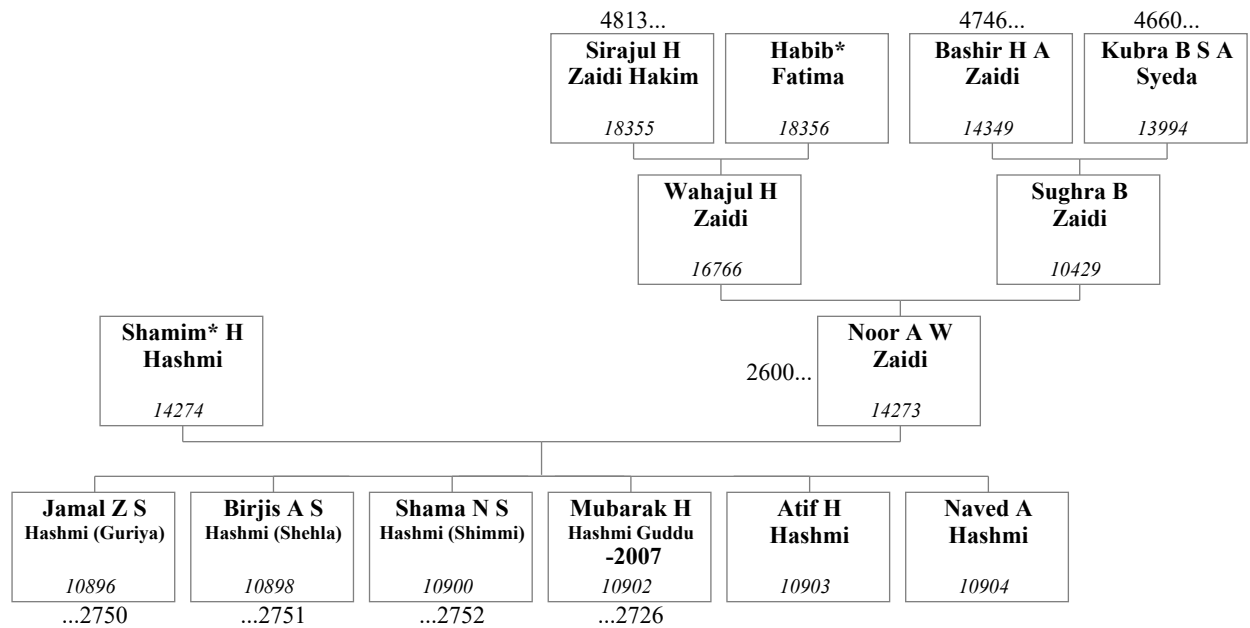 4813...
4746...
4660...
Sirajul H
Zaidi Hakim
18355
Habib*
Fatima
18356
Bashir H A
Zaidi
14349
Kubra B S A
Syeda
13994
Wahajul H
Zaidi
16766
Sughra B
Zaidi
10429
Shamim* H
Hashmi
14274
2600...
Noor A W
Zaidi
14273
Jamal Z S
Hashmi (Guriya)
10896
...2750
Birjis A S
Hashmi (Shehla)
10898
...2751
Shama N S
Hashmi (Shimmi)
10900
...2752
Mubarak H
Hashmi Guddu
-2007
10902
...2726
Atif H
Hashmi
10903
Naved A
Hashmi
10904